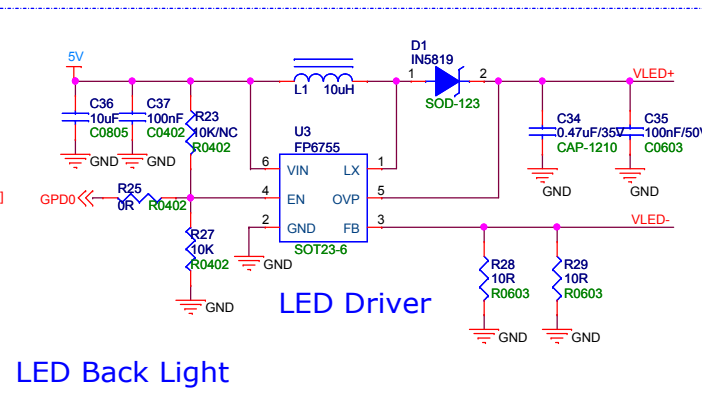 5V
D1
IN5819
1
2
SOD-123
VLED+
L1
10uH
C36
10uF
C0805
C37
100nF
C0402
R23
10K/NC
R0402
C34
0.47uF/35V
CAP-1210
C35
100nF/50V
C0603
GND
GND
GND
GND
U3
FP6755
6
VIN
LX
1
4
EN
OVP
5
2
GND
FB
3
SOT23-6
GPD0
R25
0R
R0402
VLED-
R27
10K
R0402
GND
GND
R28
10R
R0603
R29
10R
R0603
GND
GND
LED Driver
LED Back Light